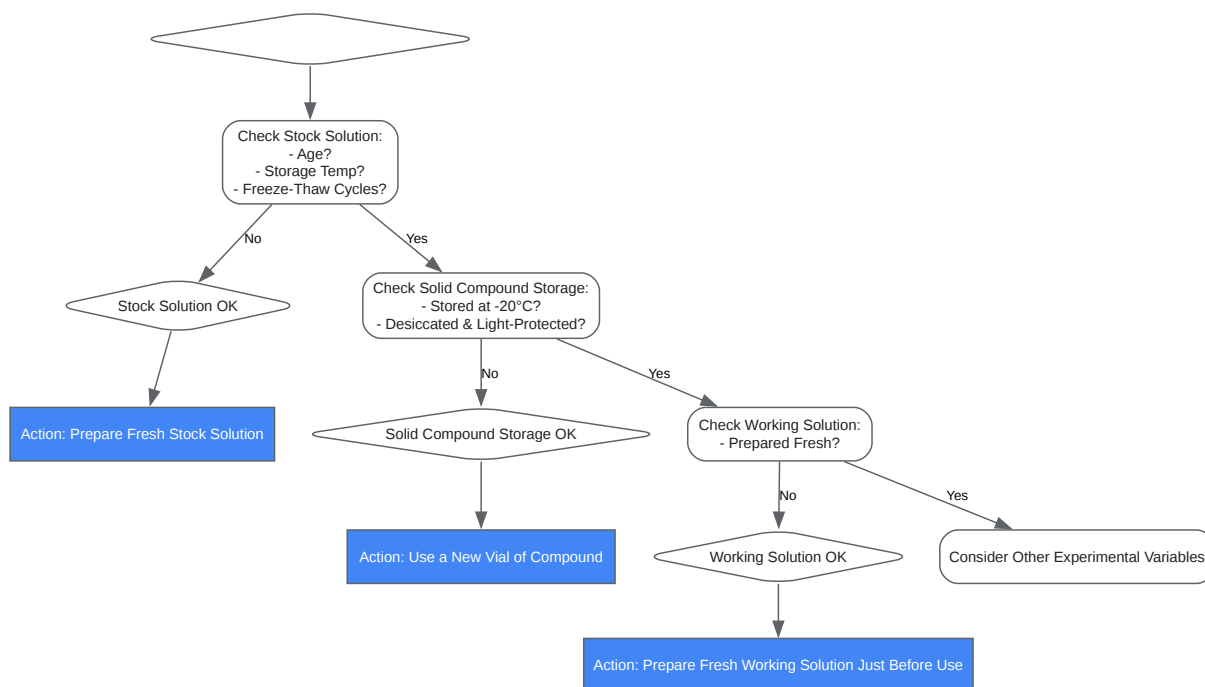 Check Stock Solution:
- Age?
- Storage Temp?
- Freeze-Thaw Cycles?
No
Yes
Stock Solution OK
Check Solid Compound Storage:
- Stored at -20°C?
- Desiccated & Light-Protected?
No
Yes
Action: Prepare Fresh Stock Solution
Solid Compound Storage OK
Check Working Solution:
- Prepared Fresh?
No
Yes
Action: Use a New Vial of Compound
Working Solution OK
Consider Other Experimental Variables
Action: Prepare Fresh Working Solution Just Before Use